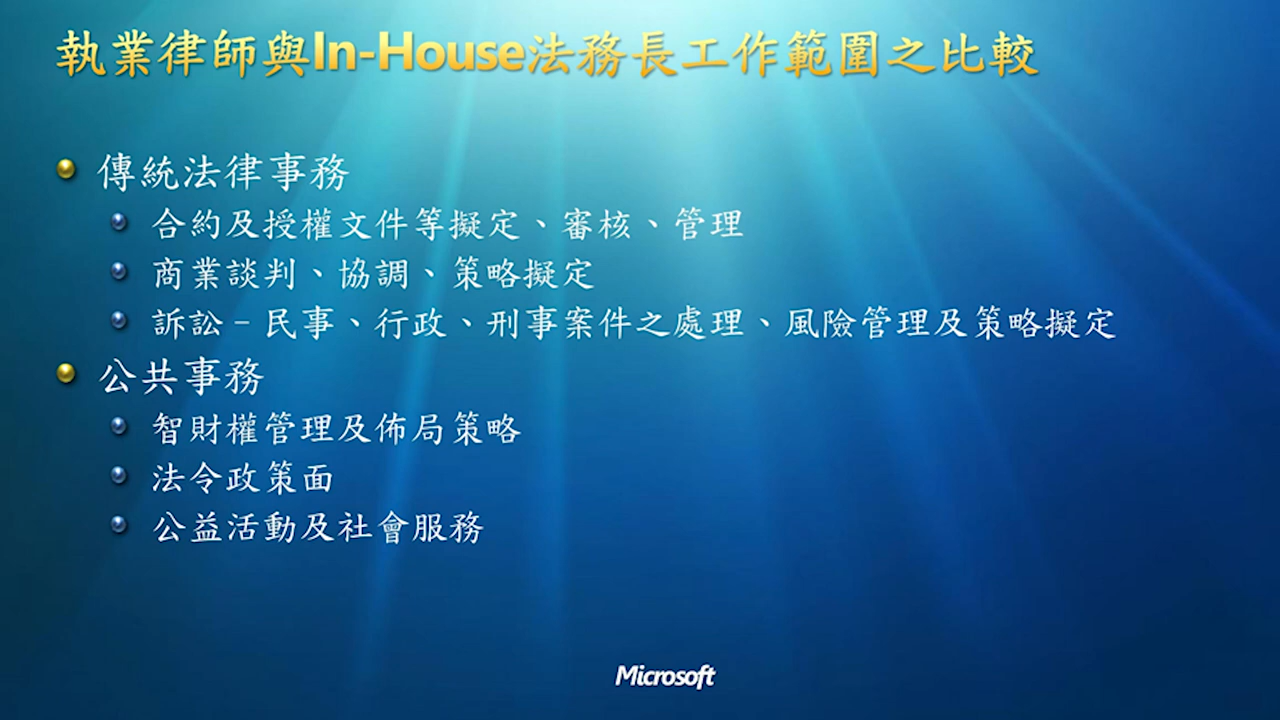 執業律師與In-House法務長工作範圍之比較
傳統法律事務
合約及授權文件等擬定、審核、管理
商業談判、協調、策略擬定
訴訟–民事、行政、刑事案件之處理、風險管理及策略擬定
公共事務
智財權管理及佈局策略
法令政策面
公益活動及社會服務
Microsoft